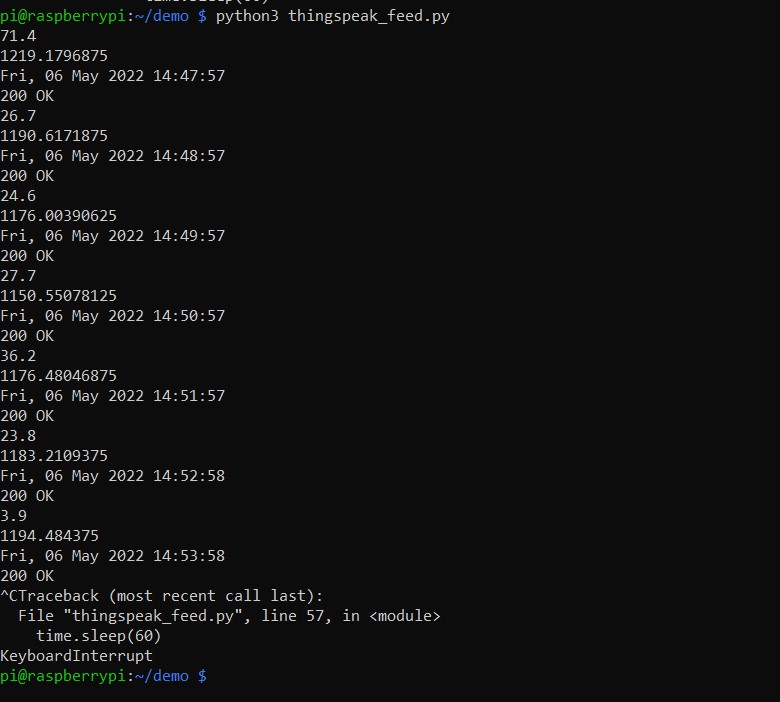 time.sleep(60)
pi@raspberrypi:~/demo $ python3 thingspeak_feed.py
71.4
1219.1796875
Fri, 06 May 2022 14:47:57
200 OK
26.7
1190.6171875
Fri, 06 May 2022 14:48:57
200 OK
24.6
1176.00390625
Fri, 06 May 2022 14:49:57
200 OK
27.7
1150.55078125
Fri, 06 May 2022 14:50:57
200 OK
36.2
1176.48046875
Fri, 06 May 2022 14:51:57
200 OK
23.8
1183.2109375
Fri, 06 May 2022 14:52:58
200 OK
3.9
1194.484375
Fri, 06 May 2022 14:53:58
200 OK
^CTraceback (most recent call last):
  File "thingspeak_feed.py", line 57, in <module>
    time.sleep(60)
KeyboardInterrupt
pi@raspberrypi:~/demo $